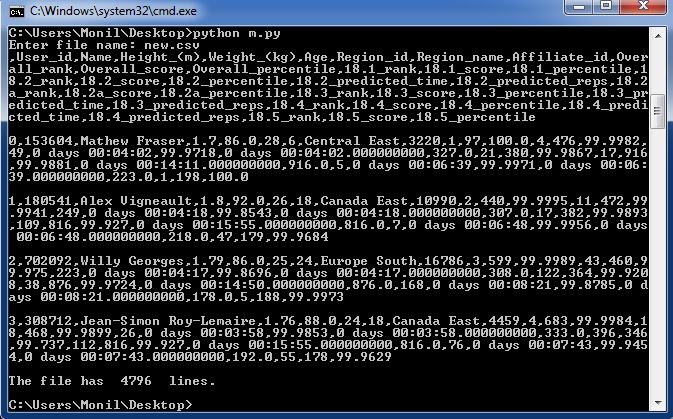 C:\Windows\system32\cmd.exe
C:\Users\Monil\Desktop>python m.py
Enter file name: new.csv
,User_id,Name,Height_(m),Weight_(kg),Age,Region_id,Region_name,Affiliate_id,Over
all_rank,Overall_score,Overall_percentile,18.1_rank,18.1_score,18.1_percentile,1
8.2_rank,18.2_score,18.2_percentile,18.2_predicted_time,18.2_predicted_reps,18.2
a_rank,18.2a_score,18.2a_percentile,18.3_rank,18.3_score,18.3_percentile,18.3_pr
edicted_time,18.3_predicted_reps,18.4_rank,18.4_score,18.4_percentile,18.4_predi
cted_time,18.4_predicted_reps,18.5_rank,18.5_score,18.5_percentile
0,153604,Mathew Fraser,1.7,86.0,28,6,Central East,3220,1,97,100.0,4,476,99.9982,
49,0 days 00:04:02,99.9718,0 days 00:04:02.000000000,327.0,21,380,99.9867,17,916
,99.9881,0 days 00:14:11.000000000,916.0,5,0 days 00:06:39,99.9971,0 days 00:06:
39.000000000,223.0,1,198,100.0
1,180541,Alex Vigneault,1.8,92.0,26,18,Canada East,10990,2,440,99.9995,11,472,99
.9941,249,0 days 00:04:18,99.8543,0 days 00:04:18.000000000,307.0,17,382,99.9893
,109,816,99.927,0 days 00:15:55.000000000,816.0,7,0 days 00:06:48,99.9956,0 days
 00:06:48.000000000,218.0,47,179,99.9684
2,702092,Willy Georges,1.79,86.0,25,24,Europe South,16786,3,599,99.9989,43,460,9
9.975,223,0 days 00:04:17,99.8696,0 days 00:04:17.000000000,308.0,122,364,99.920
8,38,876,99.9724,0 days 00:14:50.000000000,876.0,168,0 days 00:08:21,99.8785,0 d
ays 00:08:21.000000000,178.0,5,188,99.9973
3,308712,Jean-Simon Roy-Lemaire,1.76,88.0,24,18,Canada East,4459,4,683,99.9984,1
8,468,99.9899,26,0 days 00:03:58,99.9853,0 days 00:03:58.000000000,333.0,396,346
,99.737,112,816,99.927,0 days 00:15:55.000000000,816.0,76,0 days 00:07:43,99.945
4,0 days 00:07:43.000000000,192.0,55,178,99.9629
The file has  4796  lines.
C:\Users\Monil\Desktop>